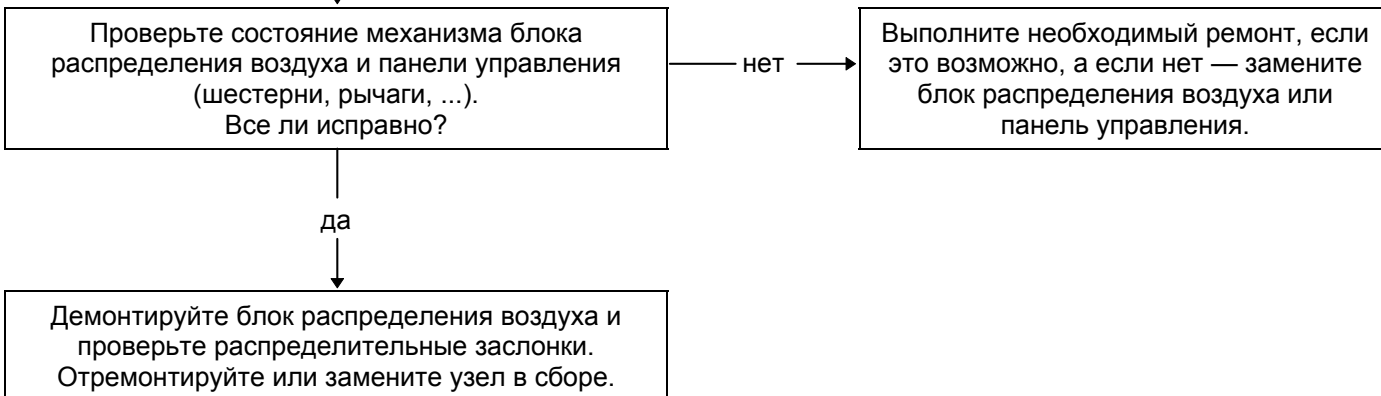 Проверьте состояние механизма блока
распределения воздуха и панели управления
(шестерни, рычаги, ...).
Все ли исправно?
нет
Выполните необходимый ремонт, если
это возможно, а если нет — замените
блок распределения воздуха или
панель управления.
да
Демонтируйте блок распределения воздуха и
проверьте распределительные заслонки.
Отремонтируйте или замените узел в сборе.